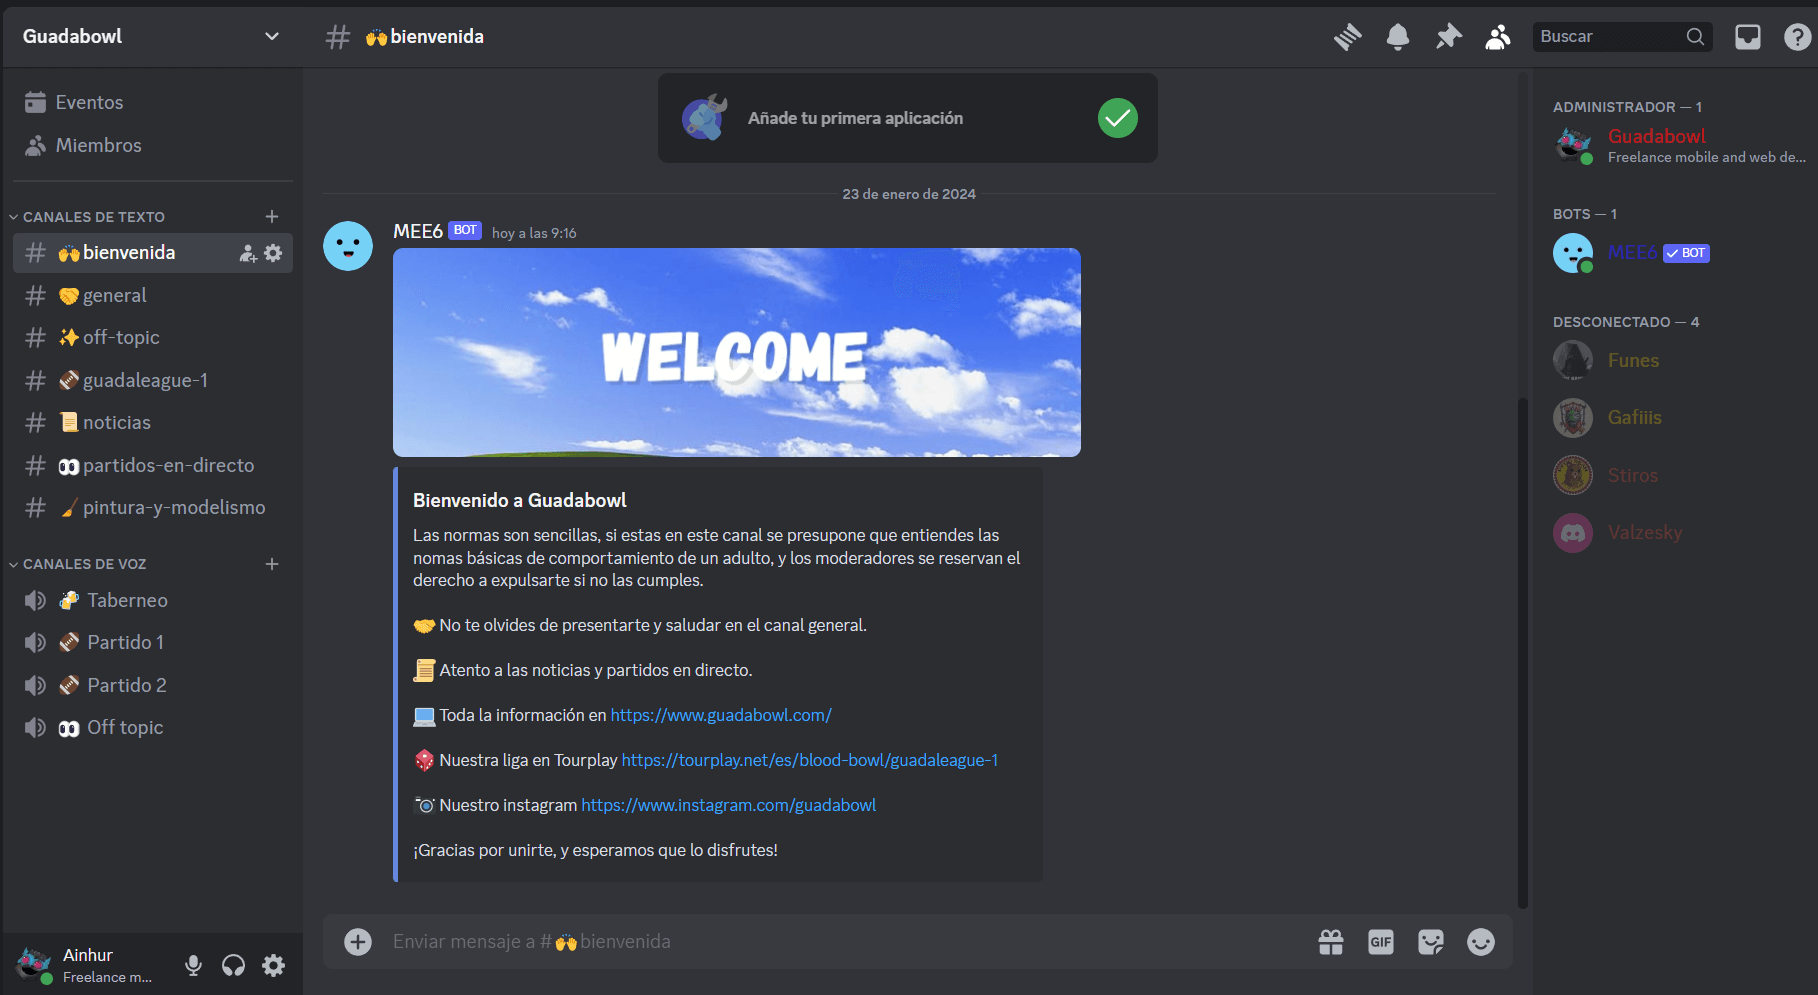 Guadabowl
Eventos
Miembros
CANALES DE TEXTO
# 🙌bienvenida
# 🤝general
# ✨off-topic
# 🏈guadaleague-1
# 📜noticias
# 👀partidos-en-directo
# 🖌️pintura-y-modelismo
CANALES DE VOZ
🍻 Taberneo
🏈 Partido 1
🏈 Partido 2
👀 Off topic
Ainhur
Freelance m...
# 🙌bienvenida
Buscar
Añade tu primera aplicación
23 de enero de 2024
MEE6 BOT hoy a las 9:16
WELCOME
Bienvenido a Guadabowl
Las normas son sencillas, si estas en este canal se presupone que entiendes las
nomas básicas de comportamiento de un adulto, y los moderadores se reservan el
derecho a expulsarte si no las cumples.
🤝 No te olvides de presentarte y saludar en el canal general.
📜 Atento a las noticias y partidos en directo.
💻 Toda la información en https://www.guadabowl.com/
🎲 Nuestra liga en Tourplay https://tourplay.net/es/blood-bowl/guadaleague-1
📷 Nuestro instagram https://www.instagram.com/guadabowl
¡Gracias por unirte, y esperamos que lo disfrutes!
Enviar mensaje a #🙌bienvenida
GIF
ADMINISTRADOR — 1
Guadabowl
Freelance mobile and web de...
BOTS — 1
MEE6 ✓ BOT
DESCONECTADO — 4
Funes
Gafiiis
Stiros
Valzesky